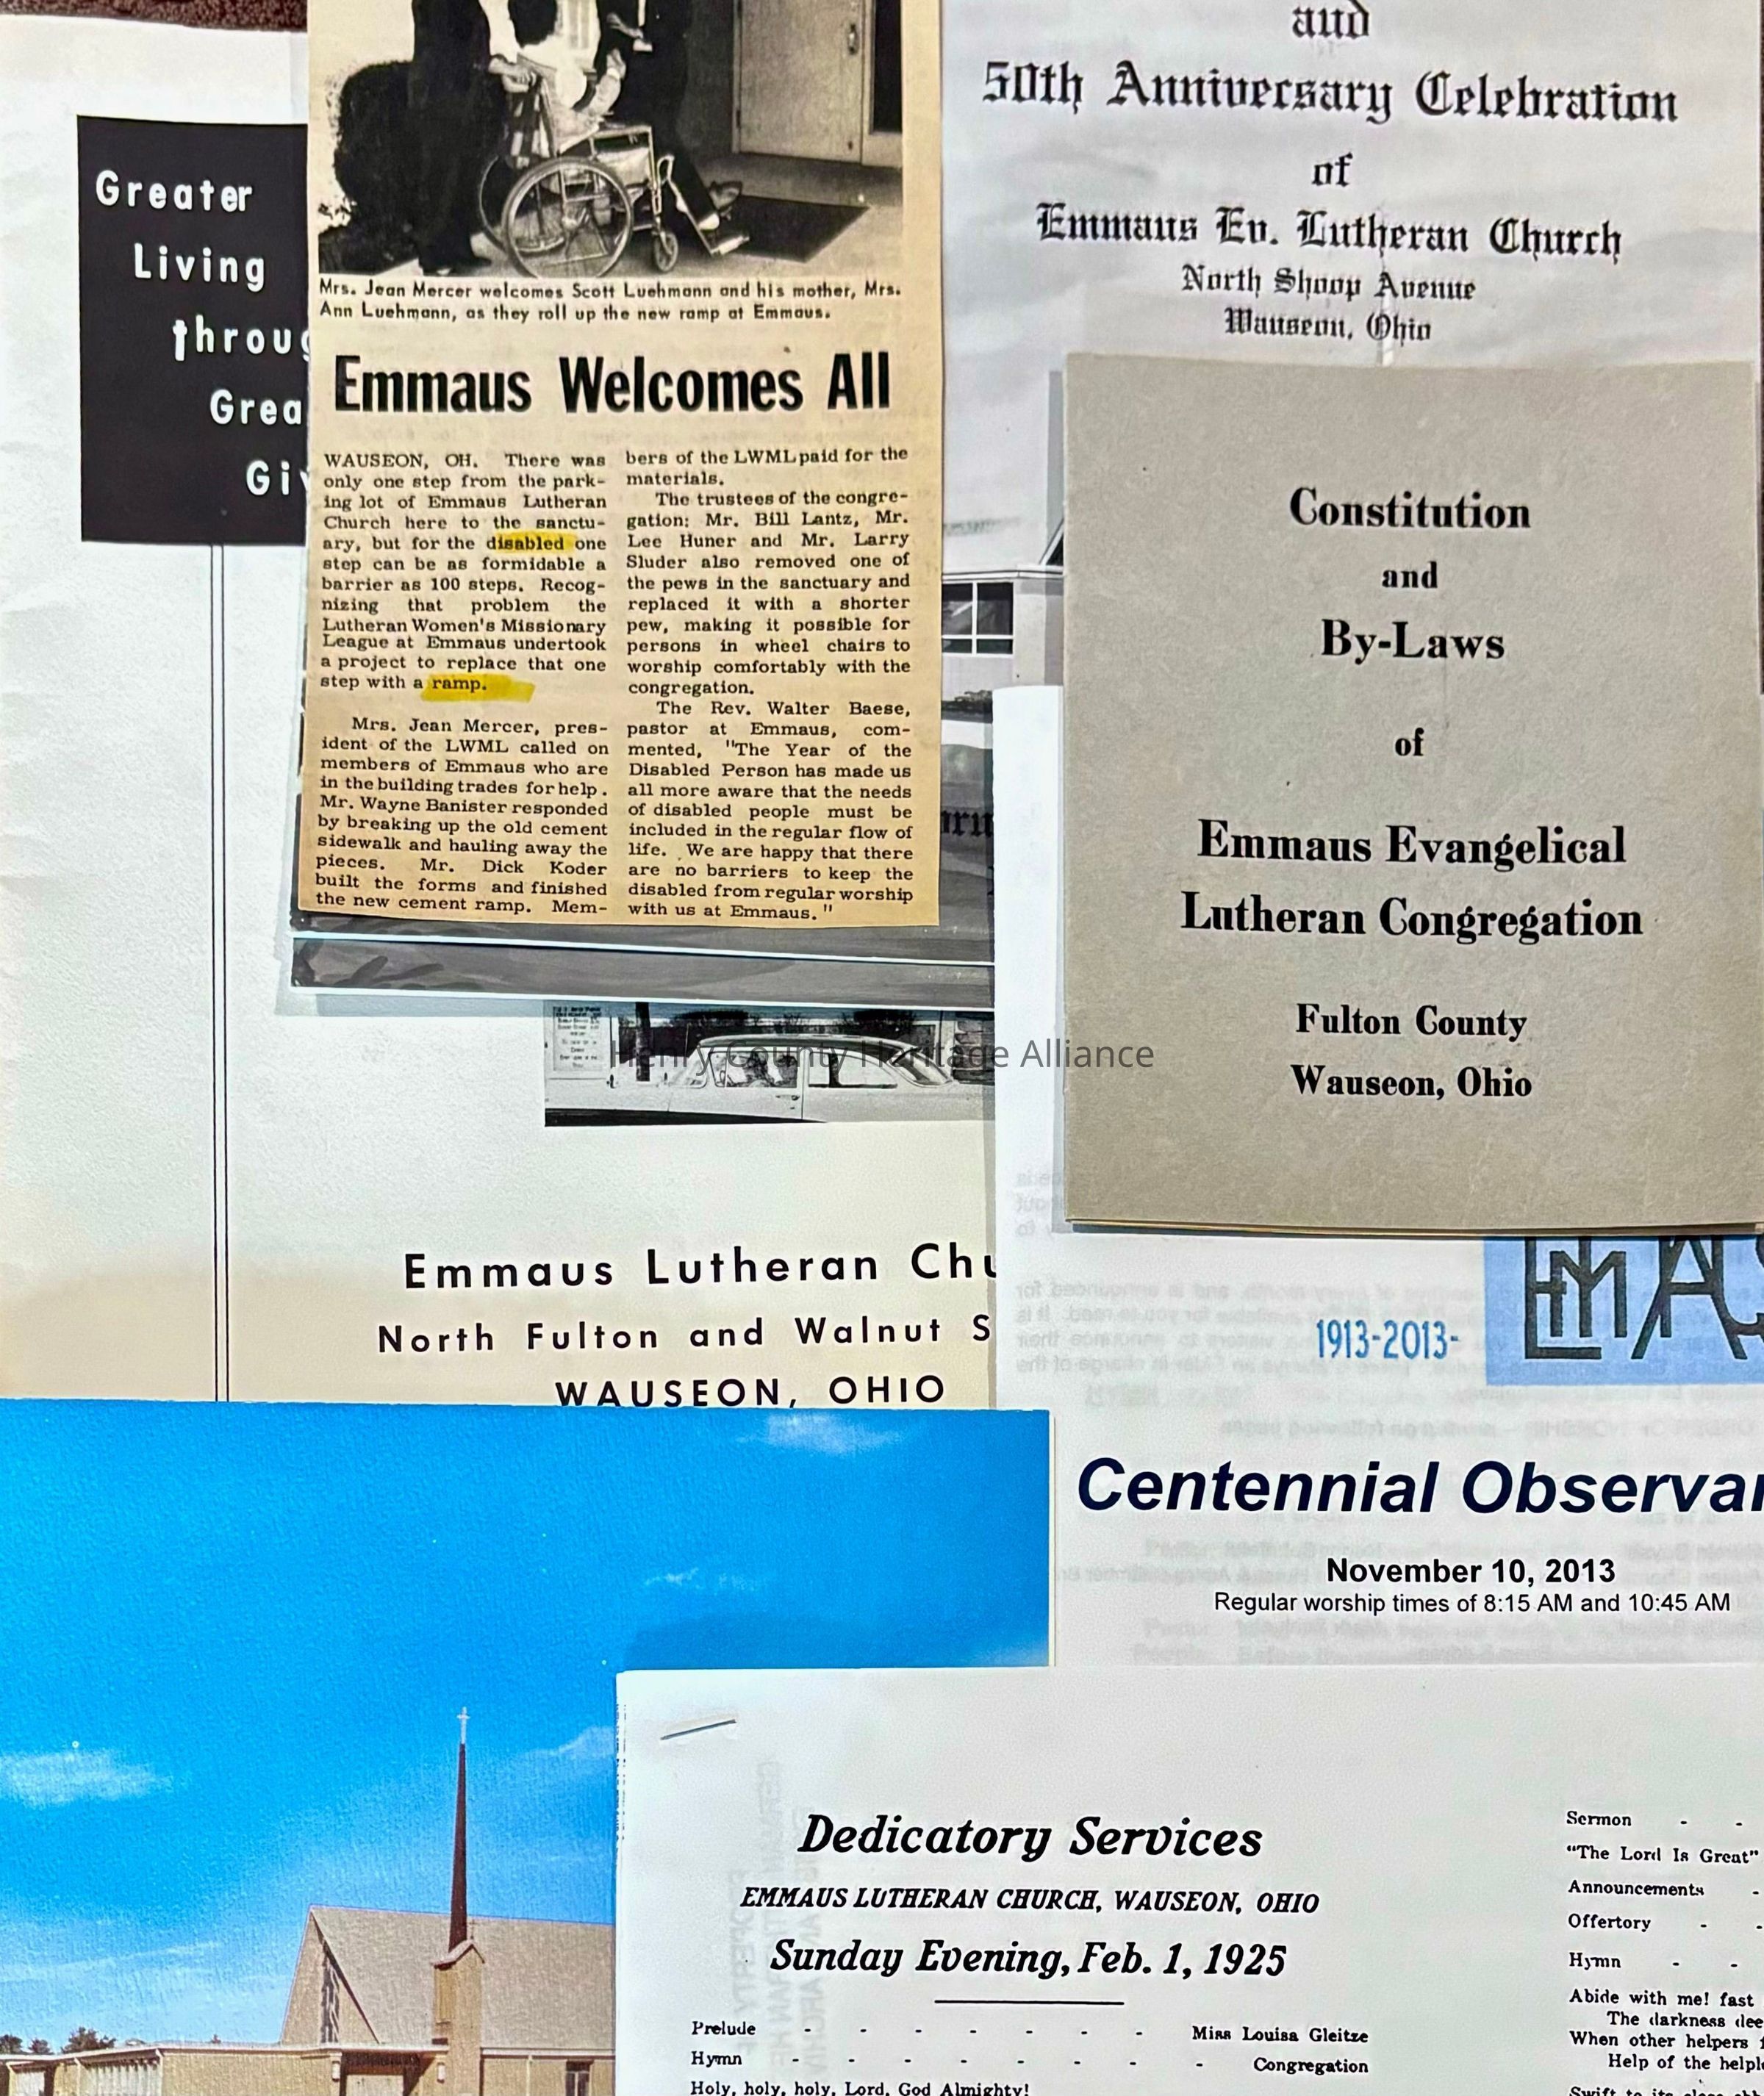 Greater
Living
throug
Grea
Giv
Mrs. Jean Mercer welcomes Scott Luehmann and his mother, Mrs.
Ann Luehmann, as they roll up the new ramp at Emmaus.
Emmaus Welcomes All
WAUSEON, OH. There was
only one step from the park-
ing lot of Emmaus Lutheran
Church here to the sanctu-
ary, but for the disabled one
step can be as formidable a
barrier as 100 steps. Recog-
nizing that problem the
Lutheran Women's Missionary
League at Emmaus undertook
a project to replace that one
step with a ramp.
Mrs. Jean Mercer, pres-
ident of the LWML called on
members of Emmaus who are
in the building trades for help.
Mr. Wayne Banister responded
by breaking up the old cement
sidewalk and hauling away the
pieces. Mr. Dick Koder
built the forms and finished
the new cement ramp. Mem-
bers of the LWML paid for the
materials.
The trustees of the congre-
gation: Mr. Bill Lantz, Mr.
Lee Huner and Mr. Larry
Sluder also removed one of
the pews in the sanctuary and
replaced it with a shorter
pew, making it possible for
persons in wheel chairs to
worship comfortably with the
congregation.
The Rev. Walter Baese,
pastor at Emmaus, com-
mented, "The Year of the
Disabled Person has made us
all more aware that the needs
of disabled people must be
included in the regular flow of
life. We are happy that there
are no barriers to keep the
disabled from regular worship
with us at Emmaus."
and
50th Anniversary Celebration
of
Emmaus Ev. Lutheran Church
North Shoop Avenue
Wauseon, Ohio
Constitution
and
By-Laws
of
Emmaus Evangelical
Lutheran Congregation
Fulton County
Wauseon, Ohio
Henry County Heritage Alliance
Emmaus Lutheran Chu
North Fulton and Walnut S
WAUSEON, OHIO
1913-2013-
Centennial Observan
November 10, 2013
Regular worship times of 8:15 AM and 10:45 AM
Dedicatory Services
EMMAUS LUTHERAN CHURCH, WAUSEON, OHIO
Sunday Evening, Feb. 1, 1925
Prelude - - - - - - - Miss Louisa Gleitze
Hymn - - - - - - - - Congregation
Holy, holy, holy, Lord, God Almighty!
Sermon - -
"The Lord Is Great"
Announcements -
Offertory - -
Hymn - -
Abide with me! fast
The darkness dee
When other helpers f
Help of the helple
Swift to its close